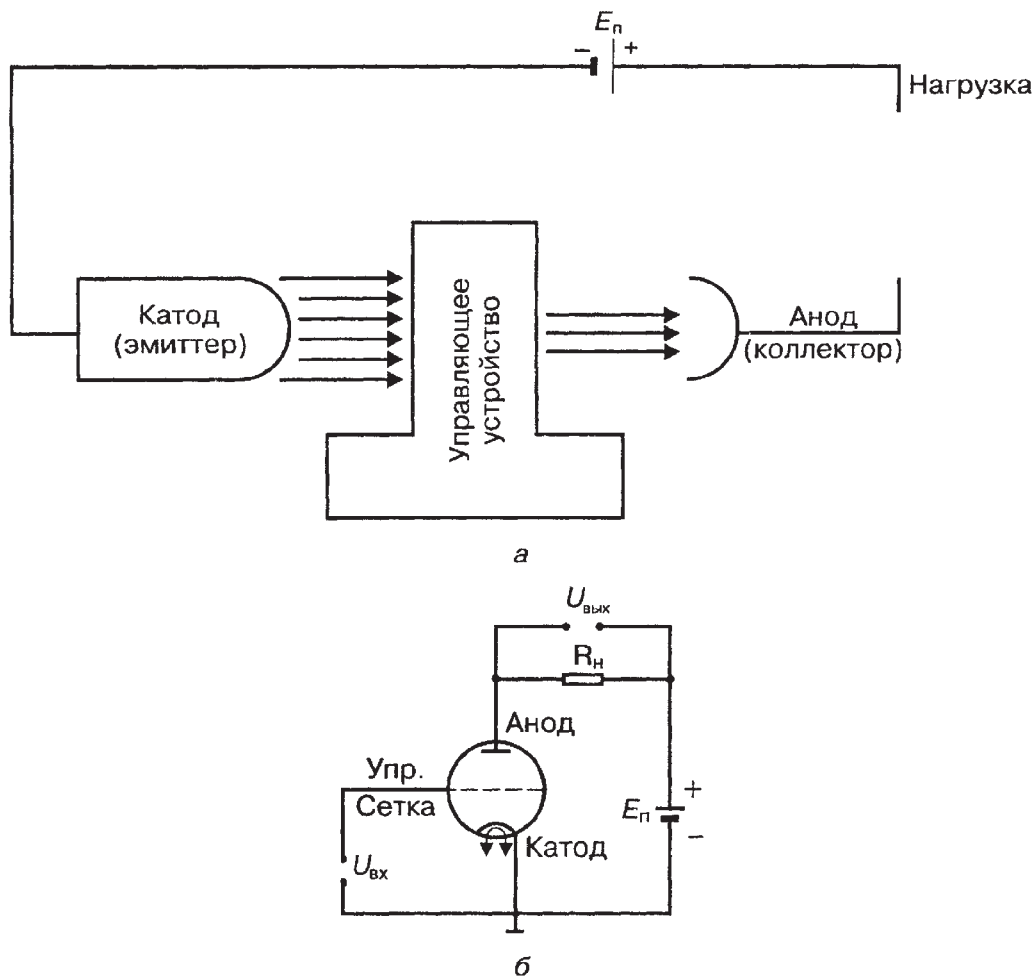 Eп
− +
Нагрузка
Катод
(эмиттер)
Управляющее
устройство
Анод
(коллектор)
а
Uвых
Rн
Анод
Упр.
Сетка
Eп
+
−
Катод
Uвх
б